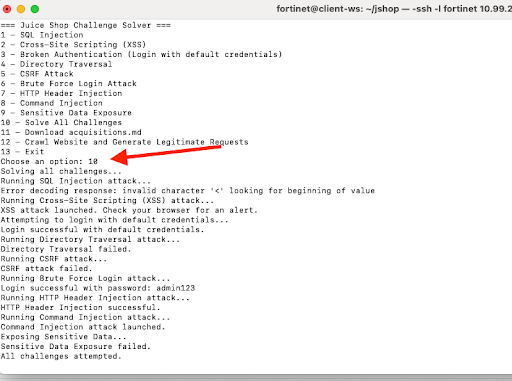 fortinet@client-ws: ~/jshop — -ssh -l fortinet 10.99.2
=== Juice Shop Challenge Solver ===
1 – SQL Injection
2 – Cross-Site Scripting (XSS)
3 – Broken Authentication (Login with default credentials)
4 – Directory Traversal
5 – CSRF Attack
6 – Brute Force Login Attack
7 – HTTP Header Injection
8 – Command Injection
9 – Sensitive Data Exposure
10 – Solve All Challenges
11 – Download acquisitions.md
12 – Crawl Website and Generate Legitimate Requests
13 – Exit
Choose an option: 10
Solving all challenges...
Running SQL Injection attack...
Error decoding response: invalid character '<' looking for beginning of value
Running Cross-Site Scripting (XSS) attack...
XSS attack launched. Check your browser for an alert.
Attempting to login with default credentials...
Login successful with default credentials.
Running Directory Traversal attack...
Directory Traversal failed.
Running CSRF attack...
CSRF attack failed.
Running Brute Force Login attack...
Login successful with password: admin123
Running HTTP Header Injection attack...
HTTP Header Injection successful.
Running Command Injection attack...
Command Injection attack launched.
Exposing Sensitive Data...
Sensitive Data Exposure failed.
All challenges attempted.